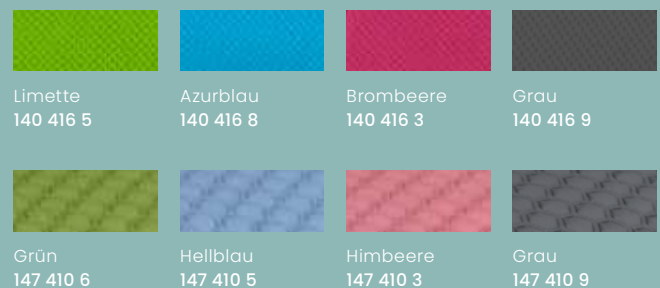 Limette Azurblau Brombeere Grau
140 416 5 140 416 8 140 416 3 140 416 9
Grün Hellblau Himbeere Grau
147 410 6 147 410 5 147 410 3 147 410 9